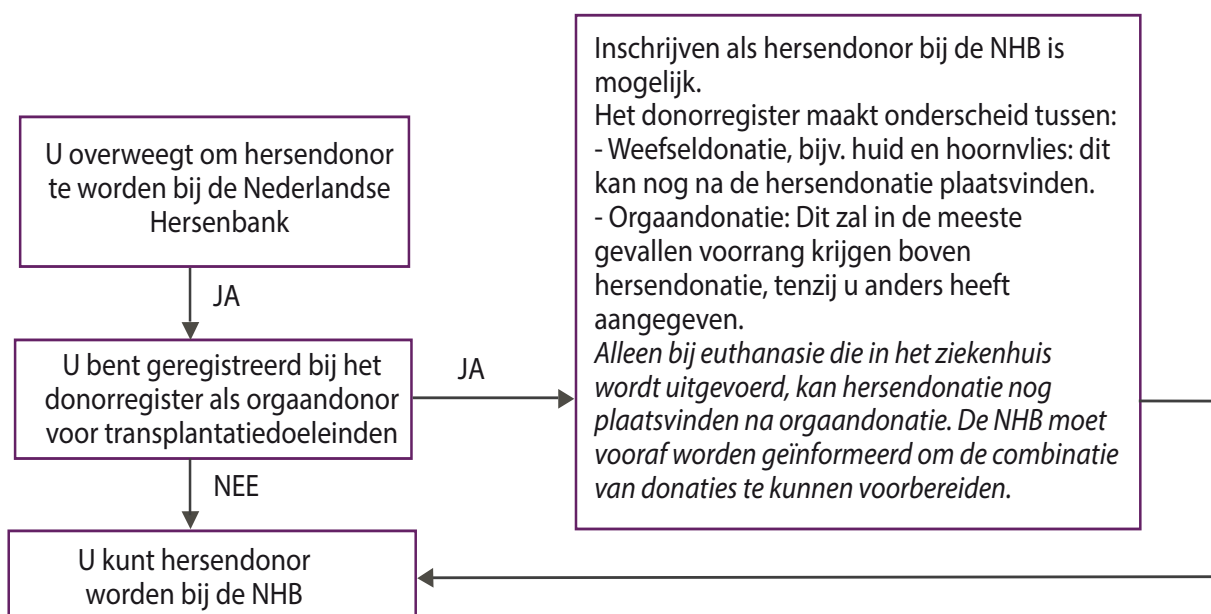 U overweegt om hersendonor
te worden bij de Nederlandse
Hersenbank
JA
U bent geregistreerd bij het
donorregister als orgaandonor
voor transplantatiedoeleinden
JA
NEE
U kunt hersendonor
worden bij de NHB
Inschrijven als hersendonor bij de NHB is
mogelijk.
Het donorregister maakt onderscheid tussen:
- Weefseldonatie, bijv. huid en hoornvlies: dit
kan nog na de hersendonatie plaatsvinden.
- Orgaandonatie: Dit zal in de meeste
gevallen voorrang krijgen boven
hersendonatie, tenzij u anders heeft
aangegeven.
Alleen bij euthanasie die in het ziekenhuis
wordt uitgevoerd, kan hersendonatie nog
plaatsvinden na orgaandonatie. De NHB moet
vooraf worden geïnformeerd om de combinatie
van donaties te kunnen voorbereiden.